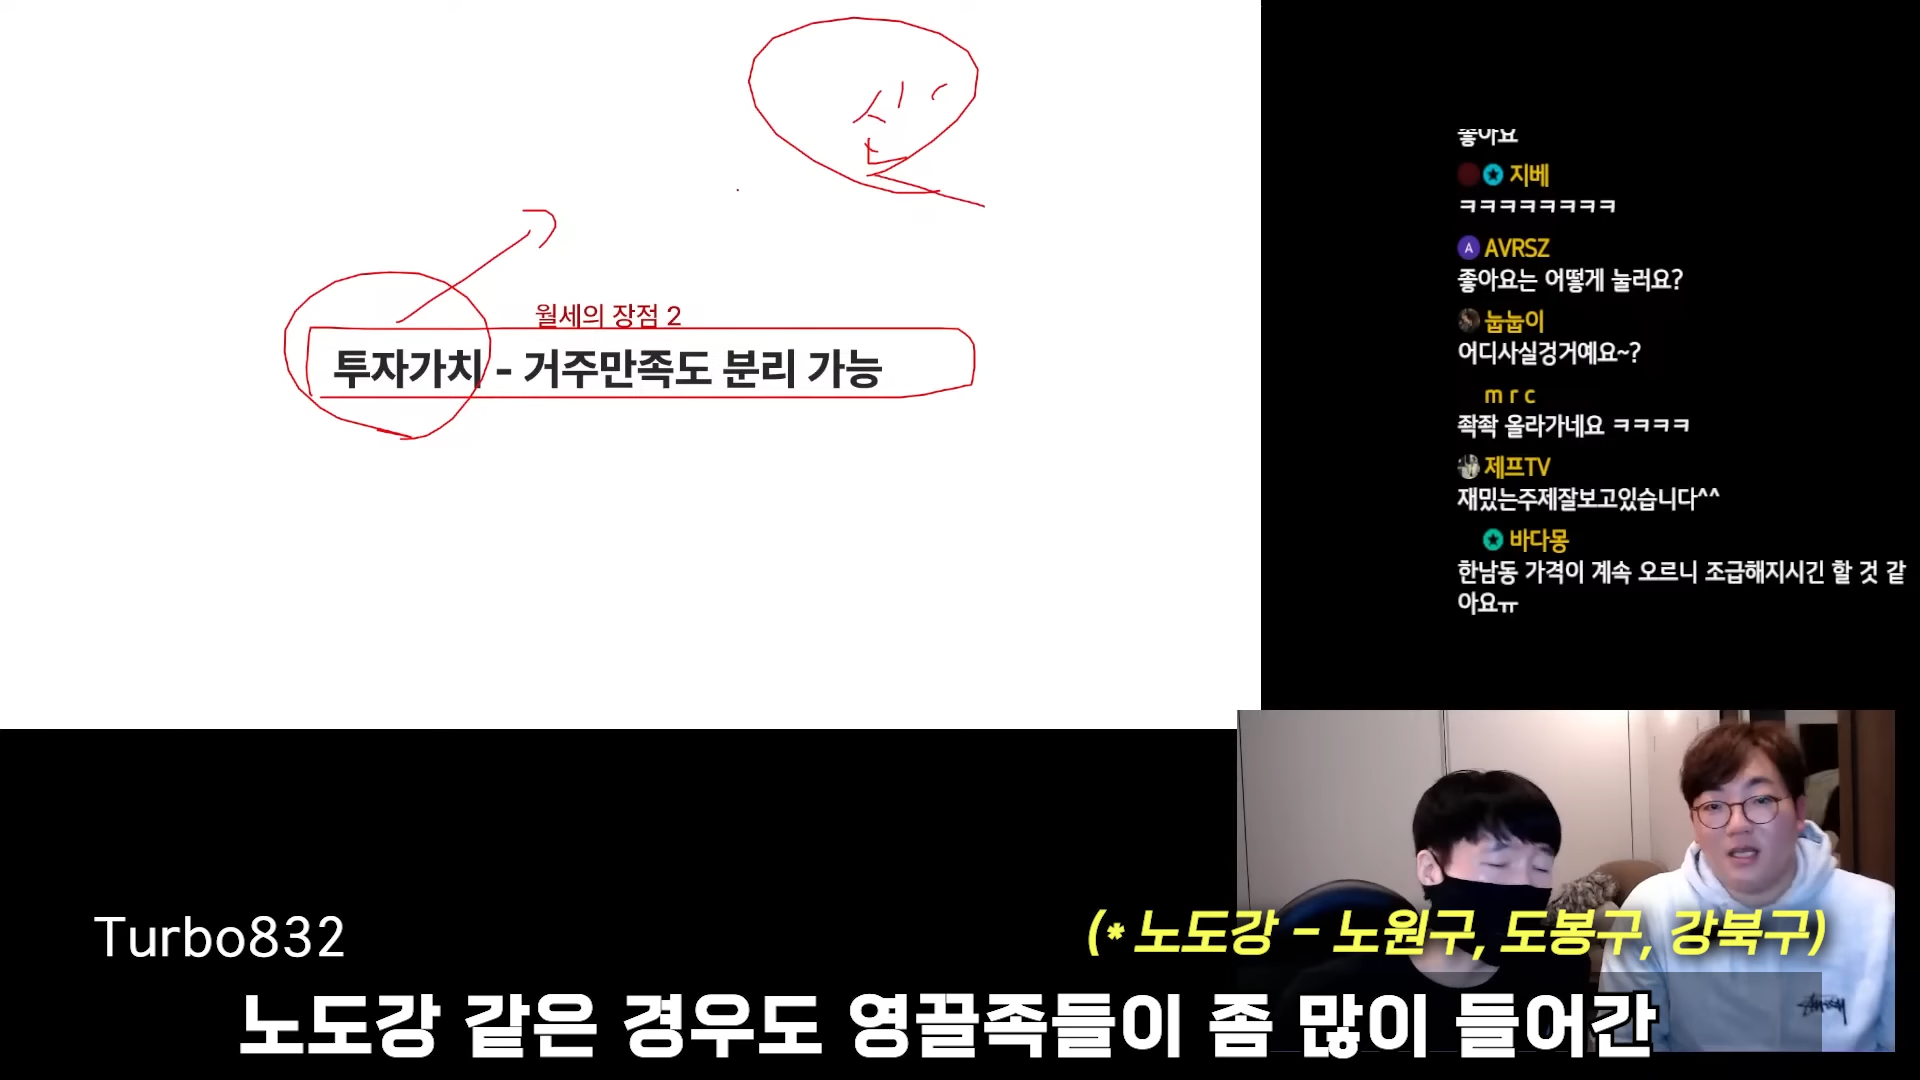 월세의 장점 2
투자가치 - 거주만족도 분리 가능
좋아요
지베
ㅋㅋㅋㅋㅋㅋㅋㅋ
A AVRSZ
좋아요는 어떻게 눌러요?
눕눕이
어디사실겅거예요~?
m r c
좍좍 올라가네요 ㅋㅋㅋㅋ
제프TV
재밌는주제잘보고있습니다^^
바다몽
한남동 가격이 계속 오르니 조급해지시긴 할 것 같
아요ㅠ
Turbo832
(* 노도강 - 노원구, 도봉구, 강북구)
노도강 같은 경우도 영끌족들이 좀 많이 들어간